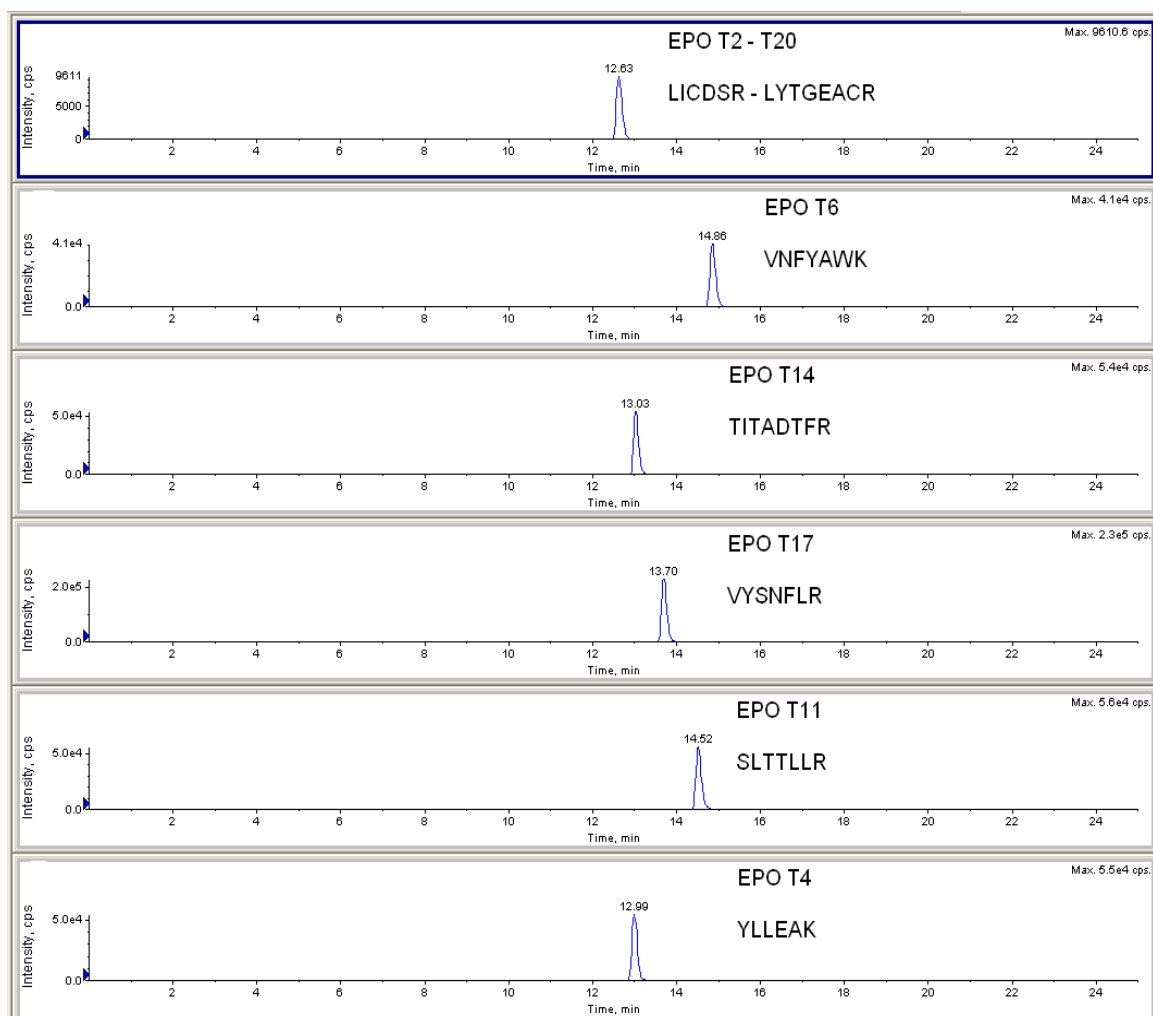 EPO T2 - T20
Max. 9610.6 cps.
12.63
LICDSR - LYTGEACR
Intensity, cps
9611
5000
0
2 4 6 8 10 12 14 16 18 20 22 24
Time, min
EPO T6
Max. 4.1e4 cps.
14.86
VNFYAWK
Intensity, cps
4.1e4
0.0
2 4 6 8 10 12 14 16 18 20 22 24
Time, min
EPO T14
Max. 5.4e4 cps.
13.03
TITADTFR
Intensity, cps
5.0e4
0.0
2 4 6 8 10 12 14 16 18 20 22 24
Time, min
EPO T17
Max. 2.3e5 cps.
13.70
VYSNFLR
Intensity, cps
2.0e5
0.0
2 4 6 8 10 12 14 16 18 20 22 24
Time, min
EPO T11
Max. 5.6e4 cps.
14.52
SLTTLLR
Intensity, cps
5.0e4
0.0
2 4 6 8 10 12 14 16 18 20 22 24
Time, min
EPO T4
Max. 5.5e4 cps.
12.99
YLLEAK
Intensity, cps
5.0e4
0.0
2 4 6 8 10 12 14 16 18 20 22 24
Time, min